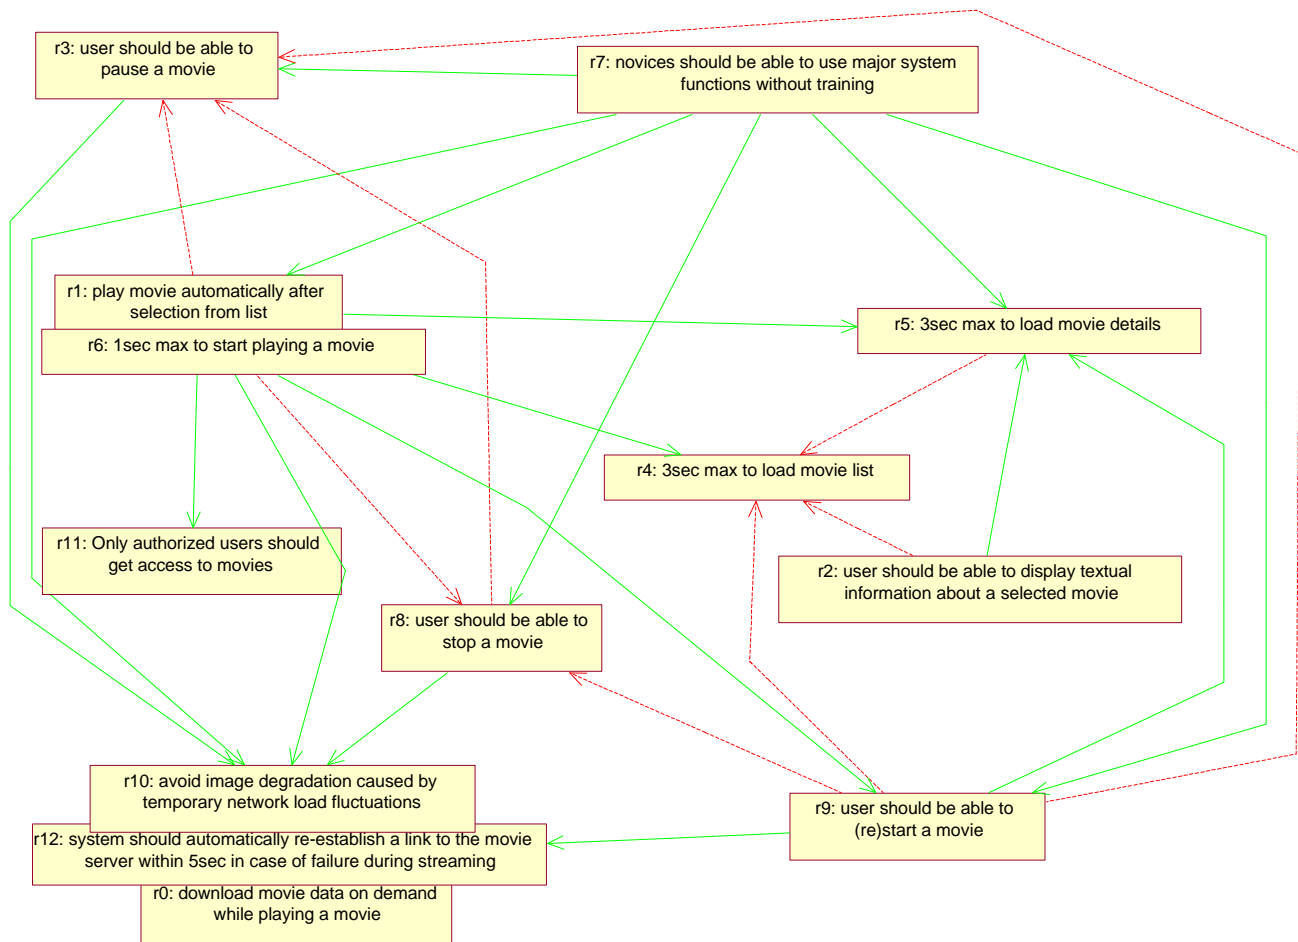 r3: user should be able to
pause a movie
r7: novices should be able to use major system
functions without training
r1: play movie automatically after
selection from list
r6: 1sec max to start playing a movie
r5: 3sec max to load movie details
r4: 3sec max to load movie list
r11: Only authorized users should
get access to movies
r2: user should be able to display textual
information about a selected movie
r8: user should be able to
stop a movie
r10: avoid image degradation caused by
temporary network load fluctuations
r9: user should be able to
(re)start a movie
r12: system should automatically re-establish a link to the movie
server within 5sec in case of failure during streaming
r0: download movie data on demand
while playing a movie